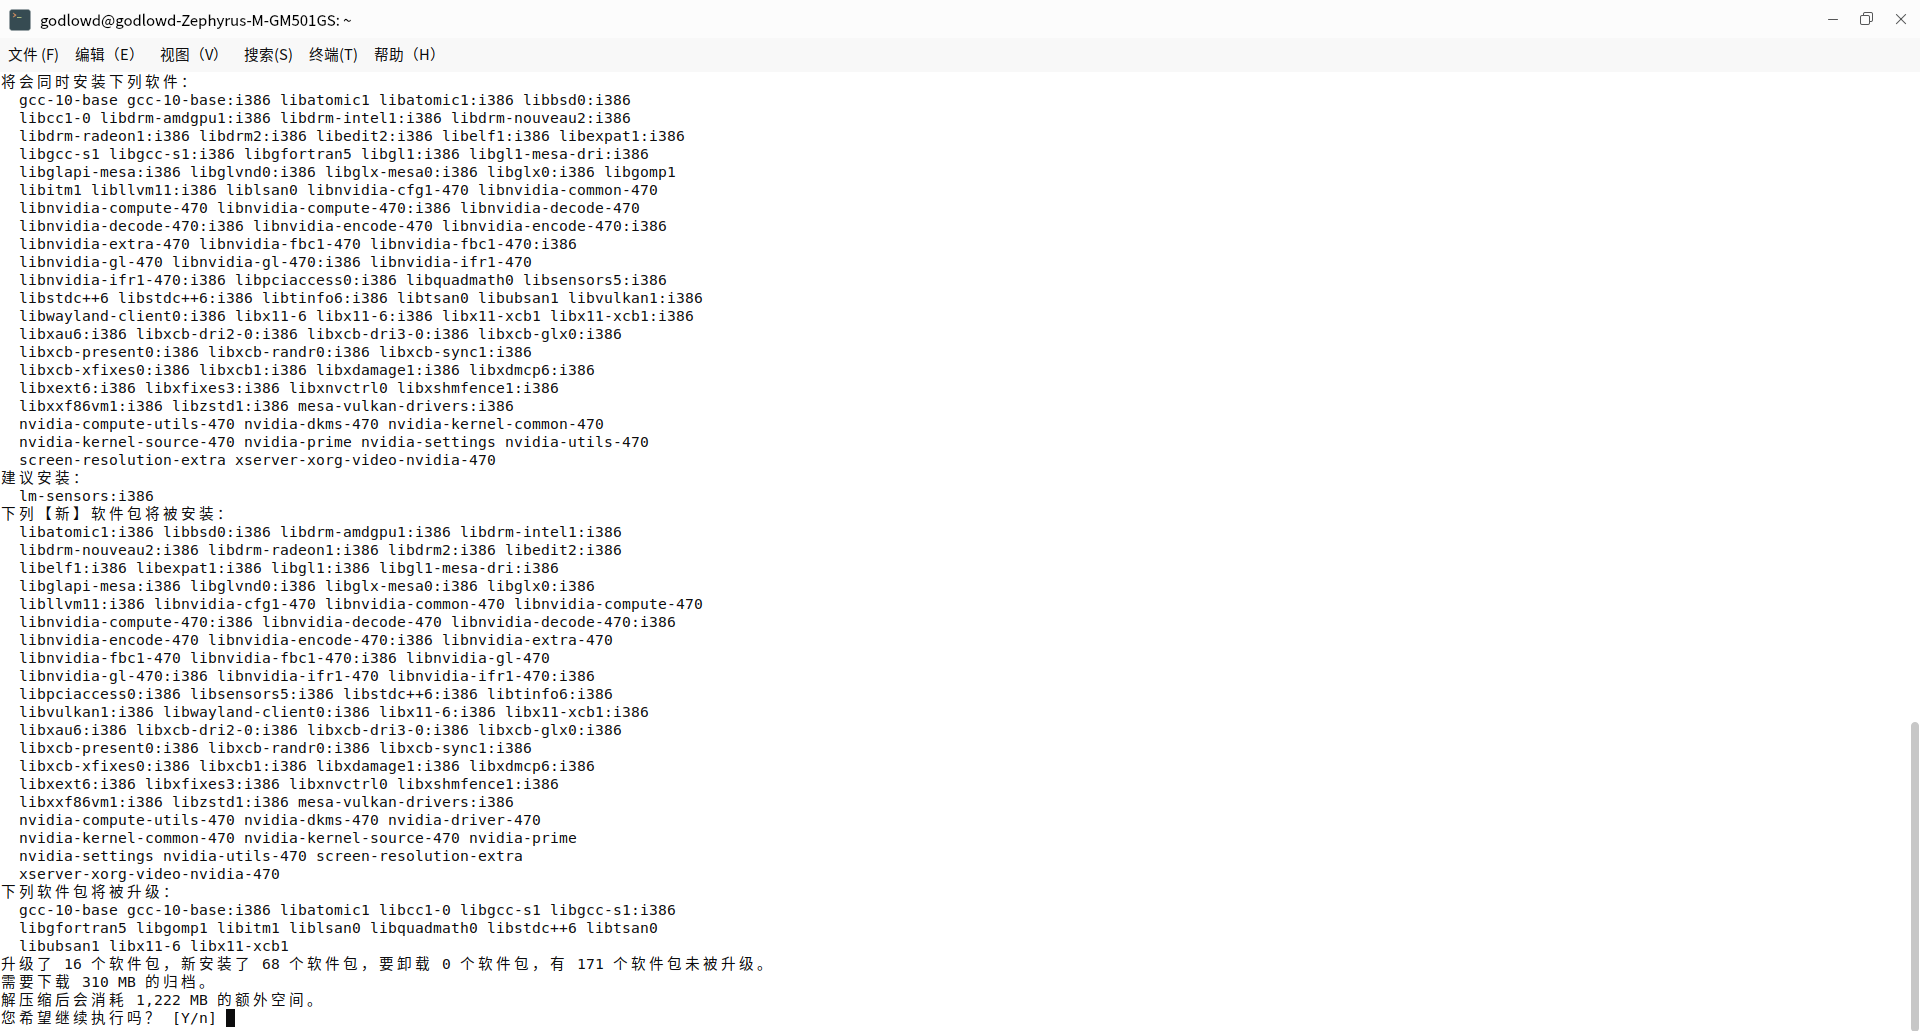 godlowd@godlowd-Zephyrus-M-GM501GS: ~
文件 (F) 编辑（E） 视图（V） 搜索(S) 终端(T) 帮助（H）
将会同时安装下列软件：
gcc-10-base gcc-10-base:i386 libatomic1 libatomic1:i386 libbsd0:i386
libcc1-0 libdrm-amdgpu1:i386 libdrm-intel1:i386 libdrm-nouveau2:i386
libdrm-radeon1:i386 libdrm2:i386 libedit2:i386 libelf1:i386 libexpat1:i386
libgcc-s1 libgcc-s1:i386 libgfortran5 libgl1:i386 libgl1-mesa-dri:i386
libglapi-mesa:i386 libglvnd0:i386 libglx-mesa0:i386 libglx0:i386 libgomp1
libitm1 libllvm11:i386 liblsan0 libnvidia-cfg1-470 libnvidia-common-470
libnvidia-compute-470 libnvidia-compute-470:i386 libnvidia-decode-470
libnvidia-decode-470:i386 libnvidia-encode-470 libnvidia-encode-470:i386
libnvidia-extra-470 libnvidia-fbc1-470 libnvidia-fbc1-470:i386
libnvidia-gl-470 libnvidia-gl-470:i386 libnvidia-ifr1-470
libnvidia-ifr1-470:i386 libpciaccess0:i386 libquadmath0 libsensors5:i386
libstdc++6 libstdc++6:i386 libtinfo6:i386 libtsan0 libubsan1 libvulkan1:i386
libwayland-client0:i386 libx11-6 libx11-6:i386 libx11-xcb1 libx11-xcb1:i386
libxau6:i386 libxcb-dri2-0:i386 libxcb-dri3-0:i386 libxcb-glx0:i386
libxcb-present0:i386 libxcb-randr0:i386 libxcb-sync1:i386
libxcb-xfixes0:i386 libxcb1:i386 libxdamage1:i386 libxdmcp6:i386
libxext6:i386 libxfixes3:i386 libxnvctrl0 libxshmfence1:i386
libxxf86vm1:i386 libzstd1:i386 mesa-vulkan-drivers:i386
nvidia-compute-utils-470 nvidia-dkms-470 nvidia-kernel-common-470
nvidia-kernel-source-470 nvidia-prime nvidia-settings nvidia-utils-470
screen-resolution-extra xserver-xorg-video-nvidia-470
建议安装：
lm-sensors:i386
下列【新】软件包将被安装：
libatomic1:i386 libbsd0:i386 libdrm-amdgpu1:i386 libdrm-intel1:i386
libdrm-nouveau2:i386 libdrm-radeon1:i386 libdrm2:i386 libedit2:i386
libelf1:i386 libexpat1:i386 libgl1:i386 libgl1-mesa-dri:i386
libglapi-mesa:i386 libglvnd0:i386 libglx-mesa0:i386 libglx0:i386
libllvm11:i386 libnvidia-cfg1-470 libnvidia-common-470 libnvidia-compute-470
libnvidia-compute-470:i386 libnvidia-decode-470 libnvidia-decode-470:i386
libnvidia-encode-470 libnvidia-encode-470:i386 libnvidia-extra-470
libnvidia-fbc1-470 libnvidia-fbc1-470:i386 libnvidia-gl-470
libnvidia-gl-470:i386 libnvidia-ifr1-470 libnvidia-ifr1-470:i386
libpciaccess0:i386 libsensors5:i386 libstdc++6:i386 libtinfo6:i386
libvulkan1:i386 libwayland-client0:i386 libx11-6:i386 libx11-xcb1:i386
libxau6:i386 libxcb-dri2-0:i386 libxcb-dri3-0:i386 libxcb-glx0:i386
libxcb-present0:i386 libxcb-randr0:i386 libxcb-sync1:i386
libxcb-xfixes0:i386 libxcb1:i386 libxdamage1:i386 libxdmcp6:i386
libxext6:i386 libxfixes3:i386 libxnvctrl0 libxshmfence1:i386
libxxf86vm1:i386 libzstd1:i386 mesa-vulkan-drivers:i386
nvidia-compute-utils-470 nvidia-dkms-470 nvidia-driver-470
nvidia-kernel-common-470 nvidia-kernel-source-470 nvidia-prime
nvidia-settings nvidia-utils-470 screen-resolution-extra
xserver-xorg-video-nvidia-470
下列软件包将被升级：
gcc-10-base gcc-10-base:i386 libatomic1 libcc1-0 libgcc-s1 libgcc-s1:i386
libgfortran5 libgomp1 libitm1 liblsan0 libquadmath0 libstdc++6 libtsan0
libubsan1 libx11-6 libx11-xcb1
升级了 16 个软件包，新安装了 68 个软件包，要卸载 0 个软件包，有 171 个软件包未被升级。
需要下载 310 MB 的归档。
解压缩后会消耗 1,222 MB 的额外空间。
您希望继续执行吗？ [Y/n]